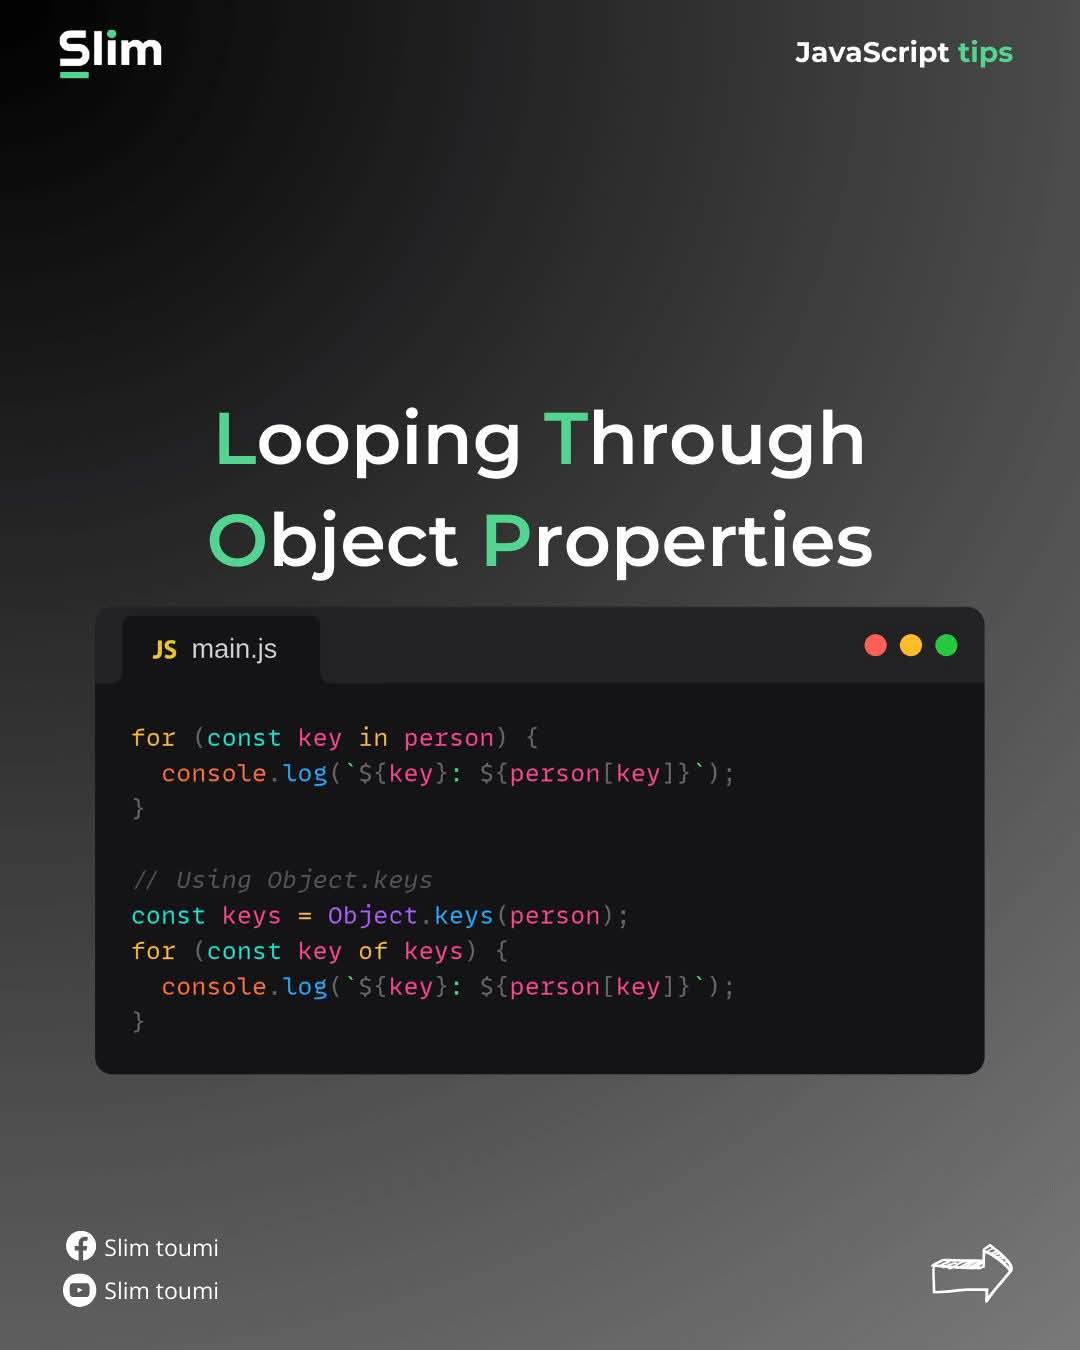 Slim
JavaScript tips
Looping Through
Object Properties
JS main.js
for (const key in person) {
  console.log(`${key}: ${person[key]}`);
}
// Using Object.keys
const keys = Object.keys(person);
for (const key of keys) {
  console.log(`${key}: ${person[key]}`);
}
Slim toumi
Slim toumi